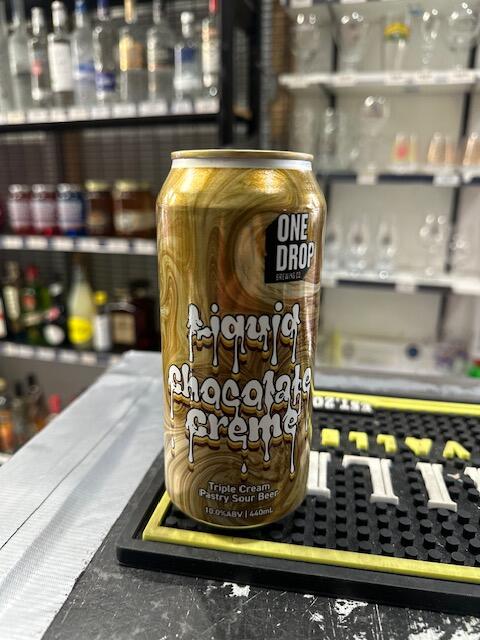 ONE
DROP
BREWING CO.
Liquid
Chocolate
Creme
Triple Cream
Pastry Sour Beer
10.0%ABV | 440mL